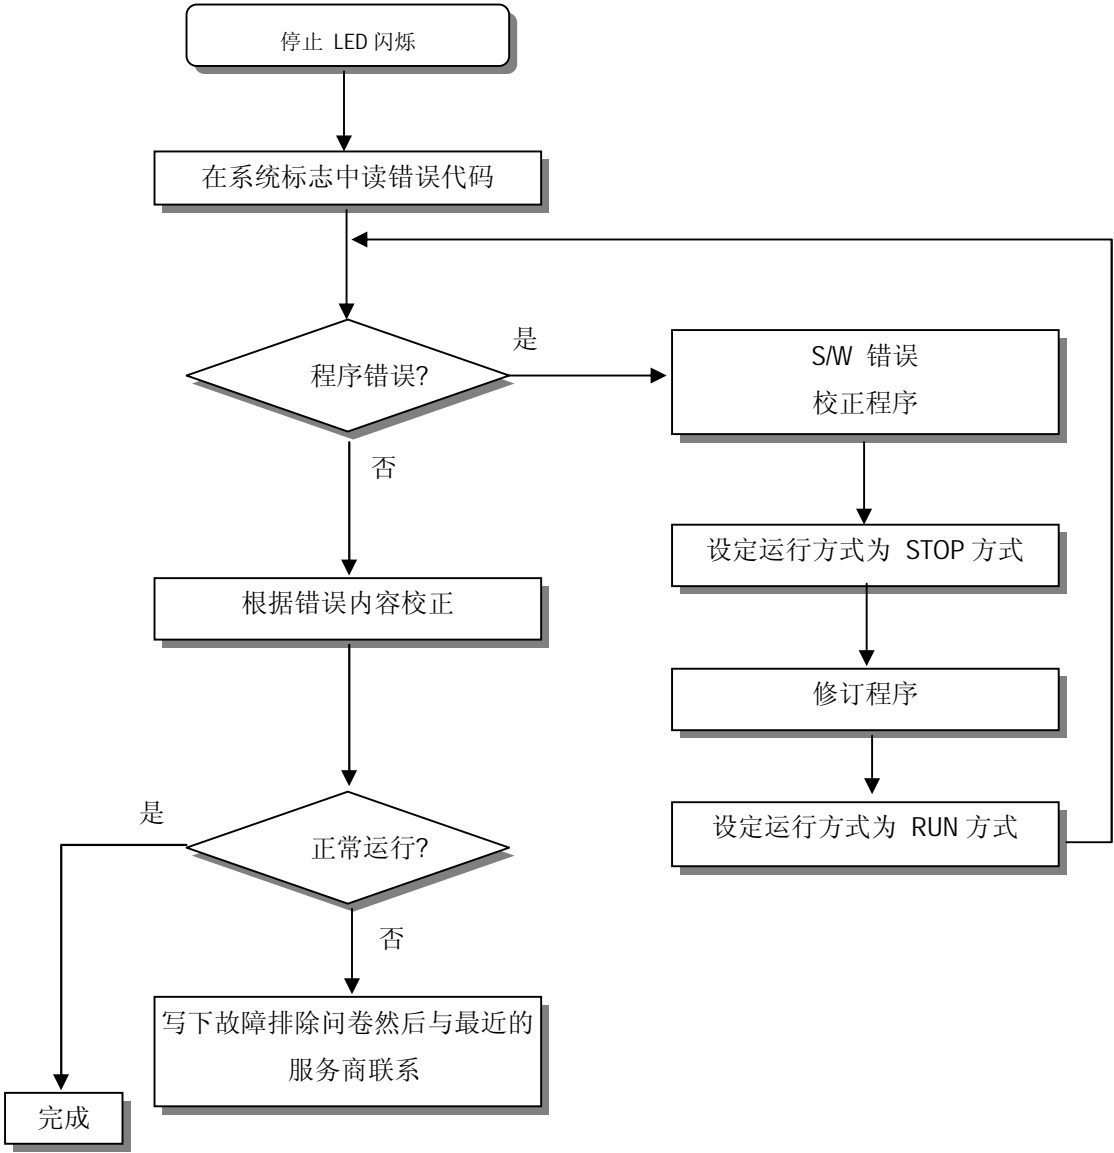 停止 LED 闪烁
在系统标志中读错误代码
是
程序错误?
S/W 错误
校正程序
否
设定运行方式为 STOP 方式
根据错误内容校正
修订程序
是
设定运行方式为 RUN 方式
正常运行?
否
写下故障排除问卷然后与最近的
服务商联系
完成